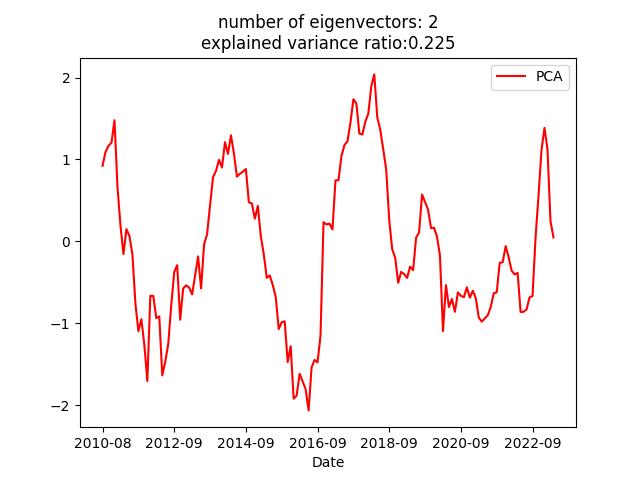 number of eigenvectors: 2
explained variance ratio:0.225
PCA
2
1
0
−1
−2
2010-08 2012-09 2014-09 2016-09 2018-09 2020-09 2022-09
Date